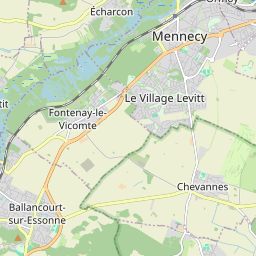 Écharcon
Mennecy
Le Village Levitt
Fontenay-le-
Vicomte
Chevannes
Ballancourt-
sur-Essonne